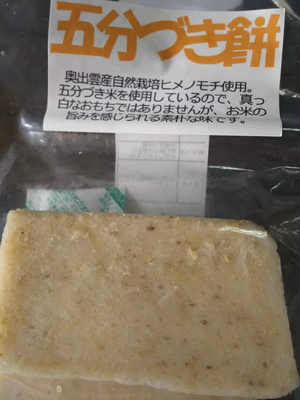 五分づき餅
奥出雲産自然栽培ヒメノモチ使用。
五分づき米を使用しているので、真っ
白なおもちではありませんが、お米の
旨みを感じられる素朴な味です。